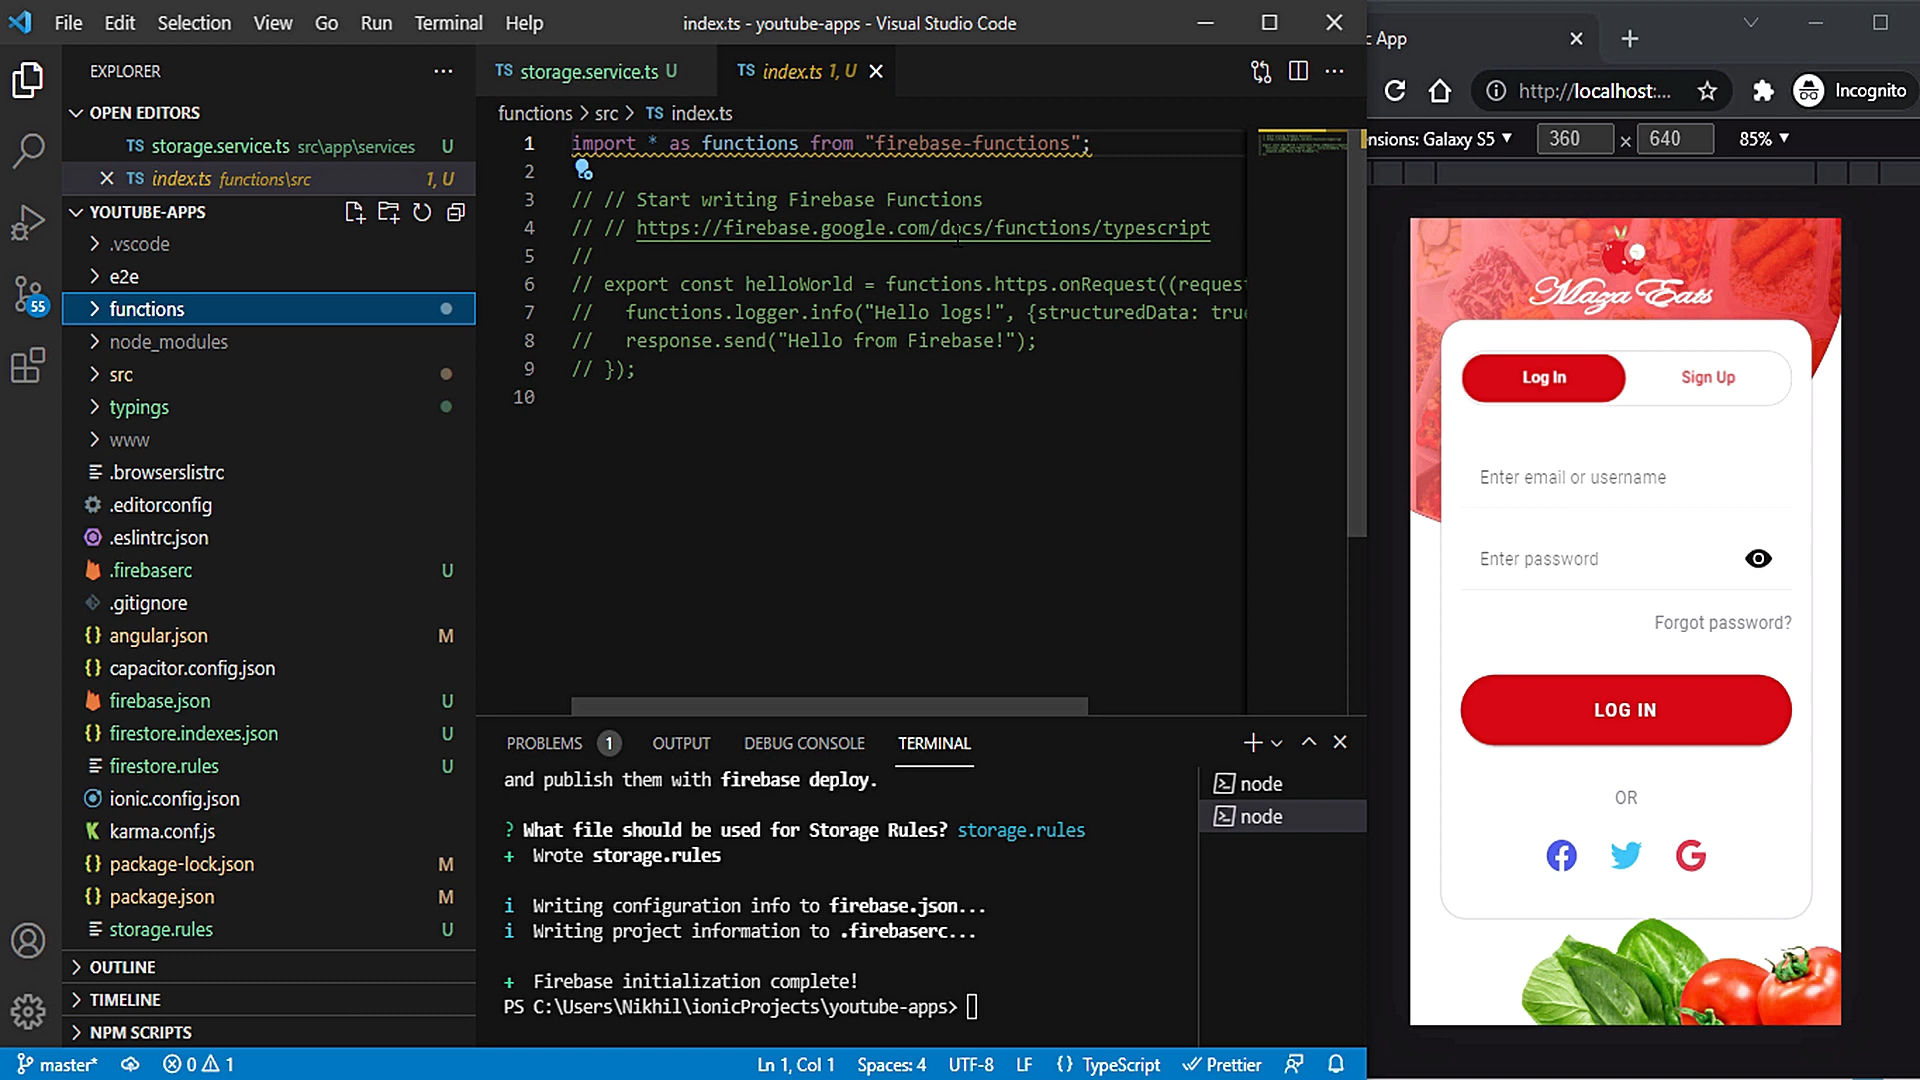 File Edit Selection View Go Run Terminal Help
index.ts - youtube-apps - Visual Studio Code
EXPLORER
OPEN EDITORS
TS storage.service.ts src\app\services U
TS index.ts functions\src 1, U
YOUTUBE-APPS
.vscode
e2e
functions
node_modules
src
typings
www
.browserslistrc
.editorconfig
.eslintrc.json
.firebaserc U
.gitignore
angular.json M
capacitor.config.json
firebase.json U
firestore.indexes.json U
firestore.rules U
ionic.config.json
karma.conf.js
package-lock.json M
package.json M
storage.rules U
OUTLINE
TIMELINE
NPM SCRIPTS
55
TS storage.service.ts U
TS index.ts 1, U
functions > src > TS index.ts
1 import * as functions from "firebase-functions";
2
3 // // Start writing Firebase Functions
4 // // https://firebase.google.com/docs/functions/typescript
5 //
6 // export const helloWorld = functions.https.onRequest((request
7 //   functions.logger.info("Hello logs!", {structuredData: true
8 //   response.send("Hello from Firebase!");
9 // });
10
PROBLEMS 1 OUTPUT DEBUG CONSOLE TERMINAL
and publish them with firebase deploy.
? What file should be used for Storage Rules? storage.rules
+ Wrote storage.rules
i Writing configuration info to firebase.json...
i Writing project information to .firebaserc...
+ Firebase initialization complete!
PS C:\Users\Nikhil\ionicProjects\youtube-apps>
node
node
master* 0 1 Ln 1, Col 1 Spaces: 4 UTF-8 LF {} TypeScript Prettier
c App
http://localhost:... Incognito
nsions: Galaxy S5 360 x 640 85%
Maza Eats
Log In Sign Up
Enter email or username
Enter password
Forgot password?
LOG IN
OR